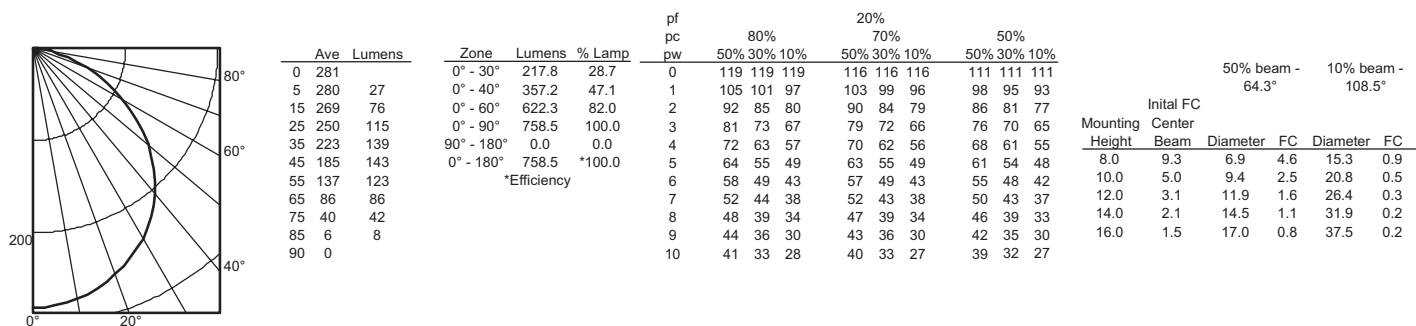 200
0°
20°
40°
60°
80°
Ave Lumens
0 281
5 280 27
15 269 76
25 250 115
35 223 139
45 185 143
55 137 123
65 86 86
75 40 42
85 6 8
90 0
Zone Lumens % Lamp
0° - 30° 217.8 28.7
0° - 40° 357.2 47.1
0° - 60° 622.3 82.0
0° - 90° 758.5 100.0
90° - 180° 0.0 0.0
0° - 180° 758.5 *100.0
*Efficiency
pf 20%
pc 80% 70% 50%
pw 50% 30% 10% 50% 30% 10% 50% 30% 10%
0 119 119 119 116 116 116 111 111 111
1 105 101 97 103 99 96 98 95 93
2 92 85 80 90 84 79 86 81 77
3 81 73 67 79 72 66 76 70 65
4 72 63 57 70 62 56 68 61 55
5 64 55 49 63 55 49 61 54 48
6 58 49 43 57 49 43 55 48 42
7 52 44 38 52 43 38 50 43 37
8 48 39 34 47 39 34 46 39 33
9 44 36 30 43 36 30 42 35 30
10 41 33 28 40 33 27 39 32 27
50% beam - 10% beam -
64.3° 108.5°
Inital FC
Mounting Center
Height Beam Diameter FC Diameter FC
8.0 9.3 6.9 4.6 15.3 0.9
10.0 5.0 9.4 2.5 20.8 0.5
12.0 3.1 11.9 1.6 26.4 0.3
14.0 2.1 14.5 1.1 31.9 0.2
16.0 1.5 17.0 0.8 37.5 0.2